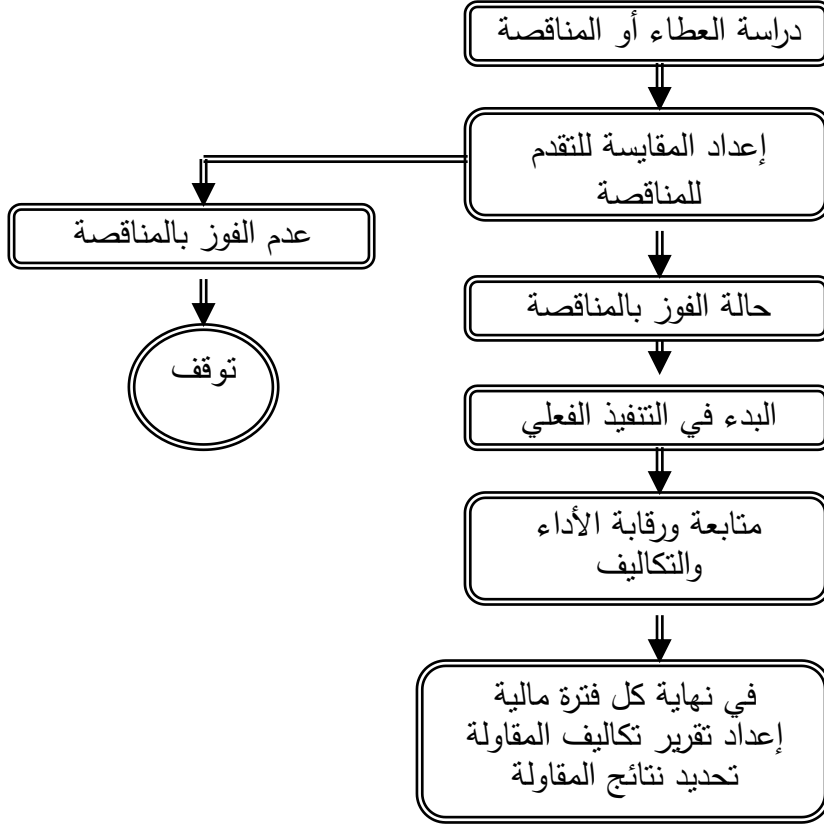 دراسة العطاء أو المناقصة
إعداد المقايسة للتقدم
للمناقصة
عدم الفوز بالمناقصة
حالة الفوز بالمناقصة
توقف
البدء في التنفيذ الفعلي
متابعة ورقابة الأداء
والتكاليف
في نهاية كل فترة مالية
إعداد تقرير تكاليف المقاولة
تحديد نتائج المقاولة